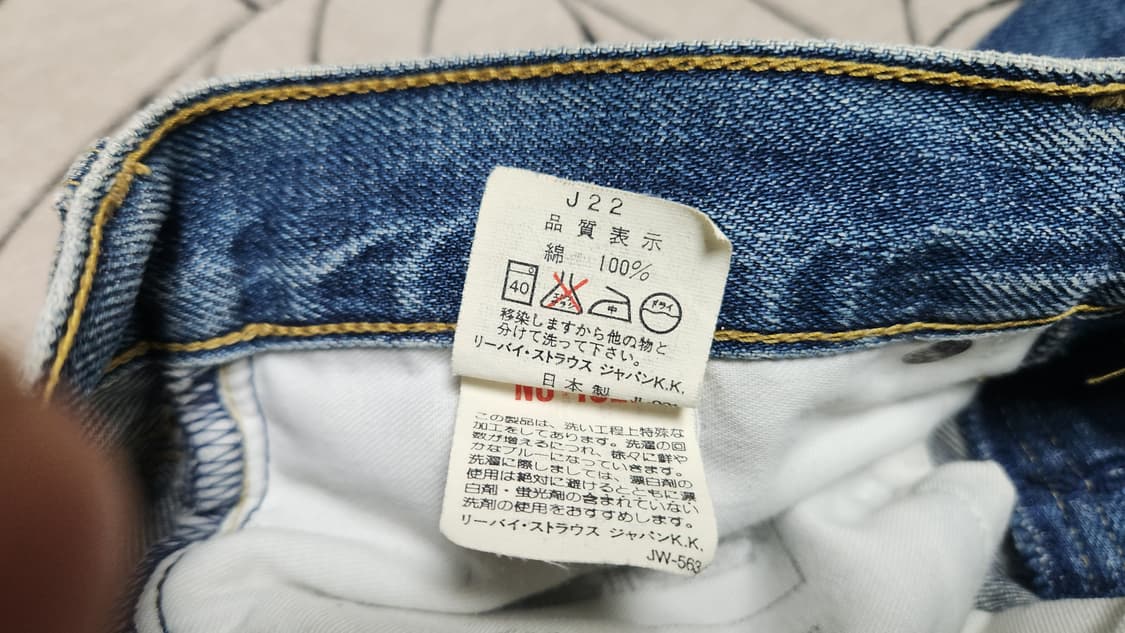 J22
品質表示
綿 100%
40 エンソサラシ 中 ドライ
移染しますから他の物と
分けて洗って下さい。
リーバイ・ストラウス ジャパンK.K.
日本製
この製品は、洗い工程上特殊な
加工をしてあります。洗濯の回
数が増えるにつれ、徐々に鮮や
かなブルーになっていきます。
洗濯に際しましては、漂白剤の
使用は絶対に避けるとともに漂
白剤・蛍光剤の含まれていない
洗剤の使用をおすすめします。
リーバイ・ストラウス ジャパンK.K.
JW-563